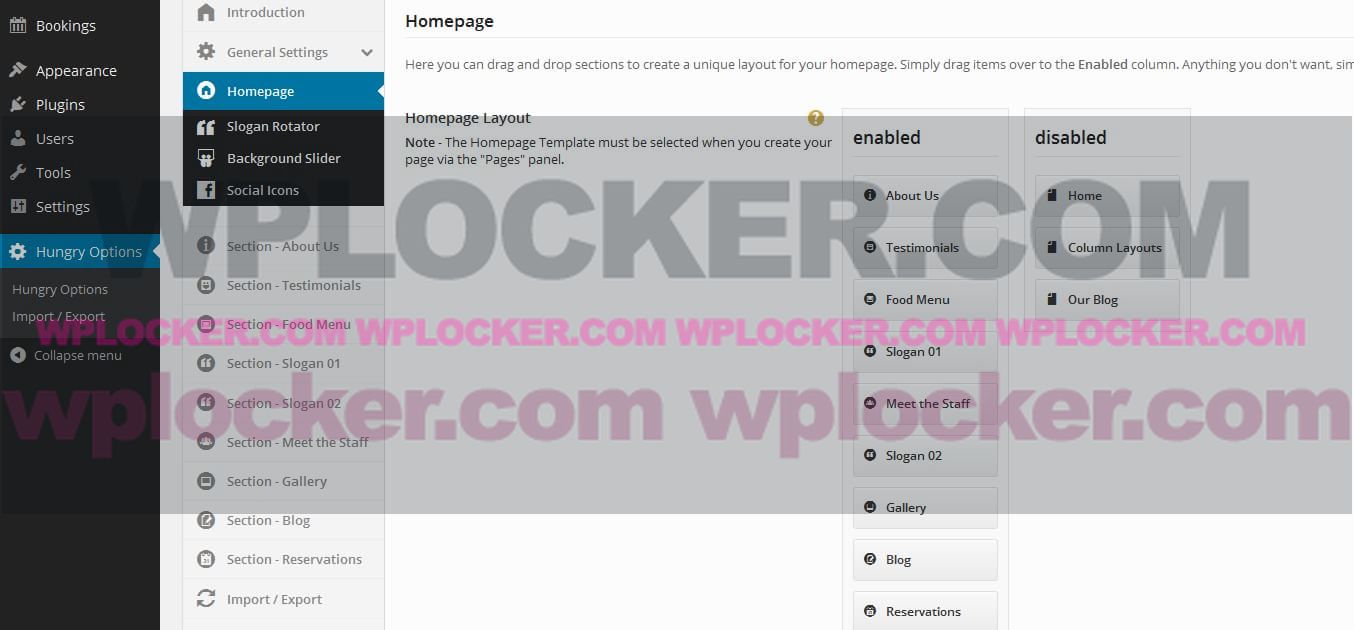 Bookings
Appearance
Plugins
Users
Tools
Settings
Hungry Options
Hungry Options
Import / Export
Collapse menu
Introduction
General Settings
Homepage
Slogan Rotator
Background Slider
Social Icons
Section - About Us
Section - Testimonials
Section - Food Menu
Section - Slogan 01
Section - Slogan 02
Section - Meet the Staff
Section - Gallery
Section - Blog
Section - Reservations
Import / Export
Homepage
Here you can drag and drop sections to create a unique layout for your homepage. Simply drag items over to the Enabled column. Anything you don't want, sim
Homepage Layout
?
Note - The Homepage Template must be selected when you create your
page via the "Pages" panel.
enabled
About Us
Testimonials
Food Menu
Slogan 01
Meet the Staff
Slogan 02
Gallery
Blog
Reservations
disabled
Home
Column Layouts
Our Blog
WPLOCKER.COM
WPLOCKER.COM WPLOCKER.COM WPLOCKER.COM WPLOCKER.COM
wplocker.com wplocker.com